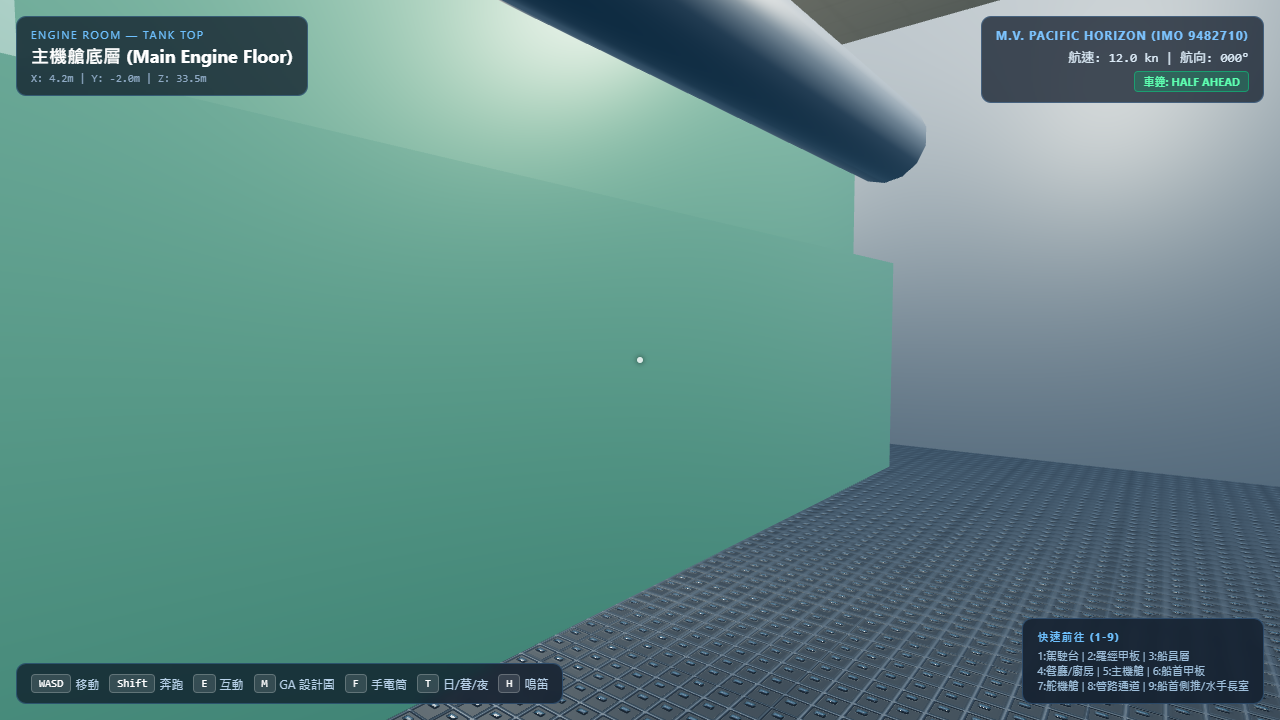 ENGINE ROOM — TANK TOP
主機艙底層 (Main Engine Floor)
X: 4.2m | Y: -2.0m | Z: 33.5m
M.V. PACIFIC HORIZON (IMO 9482710)
航速: 12.0 kn | 航向: 000°
車鐘: HALF AHEAD
WASD 移動 Shift 奔跑 E 互動 M GA 設計圖 F 手電筒 T 日/暮/夜 H 鳴笛
快速前往 (1-9)
1:駕駛台 | 2:羅經甲板 | 3:船員層
4:餐廳/廚房 | 5:主機艙 | 6:船首甲板
7:舵機艙 | 8:管路通道 | 9:船首側推/水手長室